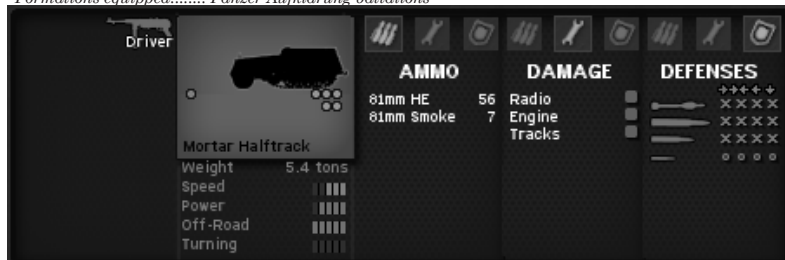 Formations equipped........ Panzer Aufklarung battalions
Driver
Mortar Halftrack
Weight 5.4 tons
Speed
Power
Off-Road
Turning
AMMO
81mm HE 56
81mm Smoke 7
DAMAGE
Radio
Engine
Tracks
DEFENSES